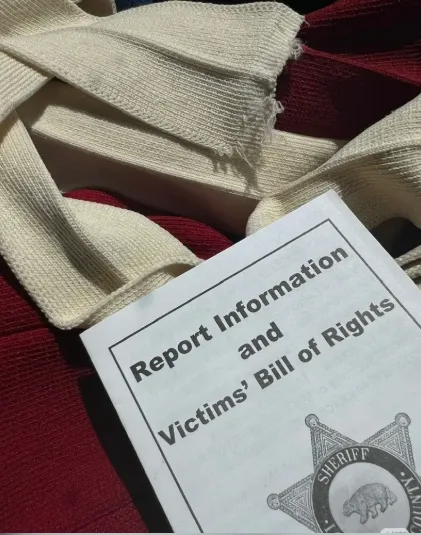 Report Information
and
Victims' Bill of Rights
SHERIFF